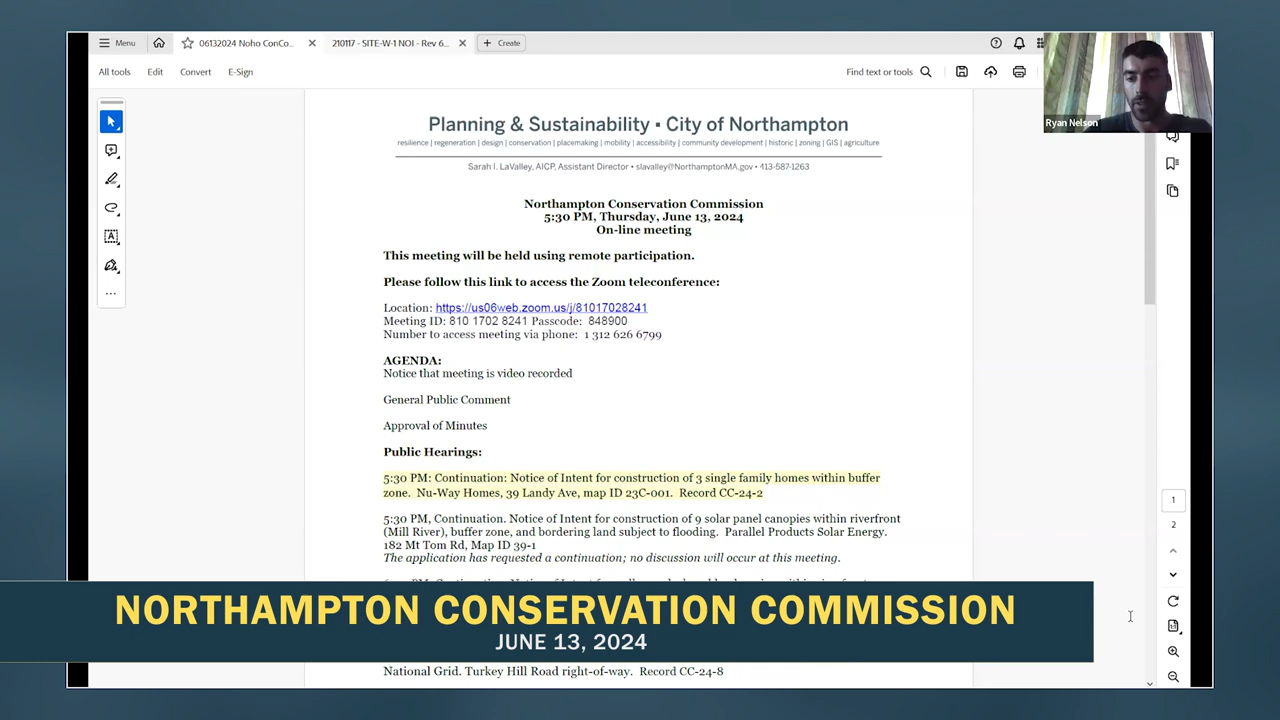 Menu
06132024 Noho ConCo...
210117 - SITE-W-1 NOI - Rev 6...
Create
All tools
Edit
Convert
E-Sign
Find text or tools
Ryan Nelson
Planning & Sustainability • City of Northampton
resilience | regeneration | design | conservation | placemaking | mobility | accessibility | community development | historic | zoning | GIS | agriculture
Sarah I. LaValley, AICP, Assistant Director • slavalley@NorthamptonMA.gov • 413-587-1263
Northampton Conservation Commission
5:30 PM, Thursday, June 13, 2024
On-line meeting
This meeting will be held using remote participation.
Please follow this link to access the Zoom teleconference:
Location: https://us06web.zoom.us/j/81017028241
Meeting ID: 810 1702 8241 Passcode: 848900
Number to access meeting via phone: 1 312 626 6799
AGENDA:
Notice that meeting is video recorded
General Public Comment
Approval of Minutes
Public Hearings:
5:30 PM: Continuation: Notice of Intent for construction of 3 single family homes within buffer
zone. Nu-Way Homes, 39 Landy Ave, map ID 23C-001. Record CC-24-2
5:30 PM, Continuation. Notice of Intent for construction of 9 solar panel canopies within riverfront
(Mill River), buffer zone, and bordering land subject to flooding. Parallel Products Solar Energy.
182 Mt Tom Rd, Map ID 39-1
The application has requested a continuation; no discussion will occur at this meeting.
1
2
NORTHAMPTON CONSERVATION COMMISSION
JUNE 13, 2024
National Grid. Turkey Hill Road right-of-way. Record CC-24-8